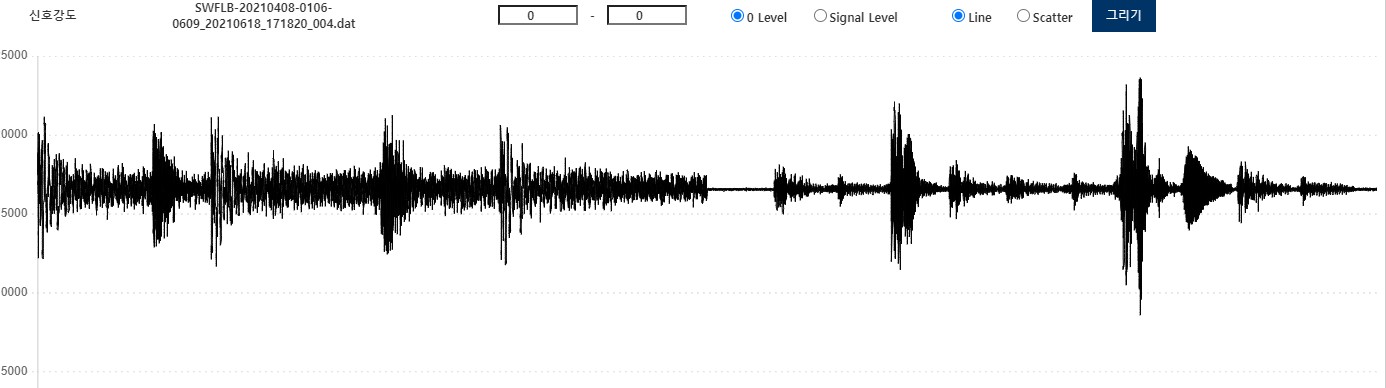 신호강도
SWFLB-20210408-0106-
0609_20210618_171820_004.dat
0 - 0
0 Level
Signal Level
Line
Scatter
그리기
5000
0000
5000
0000
5000